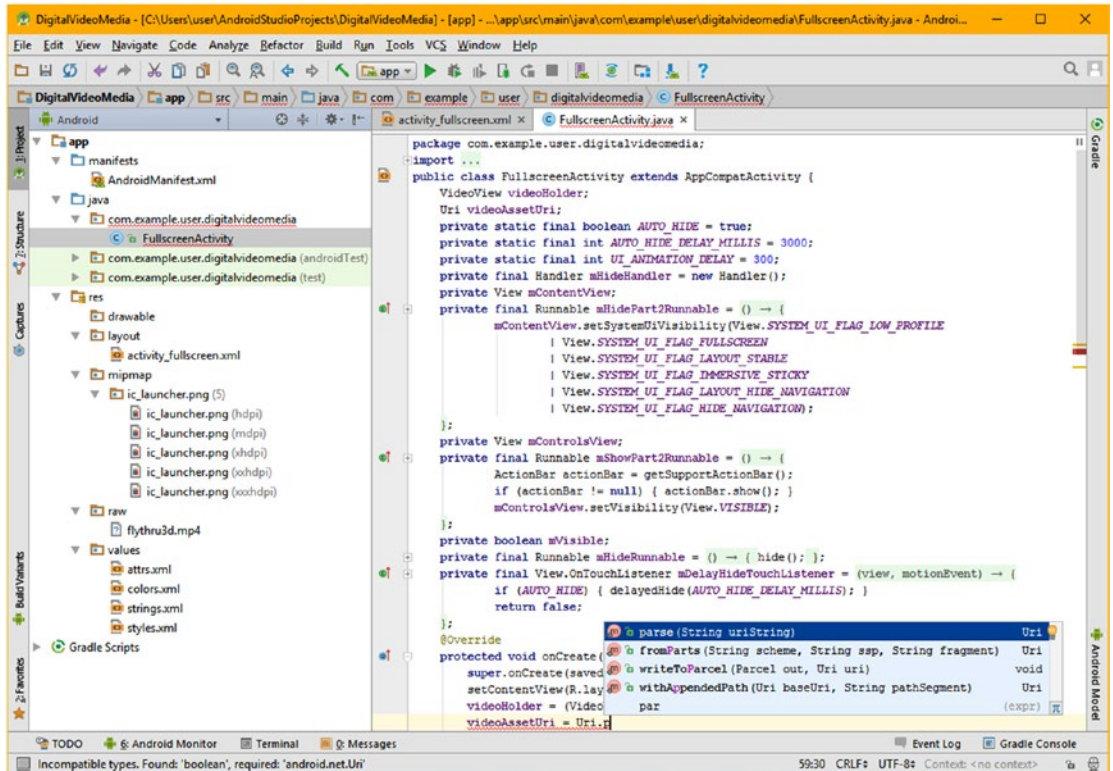 DigitalVideoMedia - [C:\Users\user\AndroidStudioProjects\DigitalVideoMedia] - [app] - ...\app\src\main\java\com\example\user\digitalvideomedia\FullscreenActivity.java - Androi...
File Edit View Navigate Code Analyze Refactor Build Run Tools VCS Window Help
app
DigitalVideoMedia app src main java com example user digitalvideomedia FullscreenActivity
Android
activity_fullscreen.xml FullscreenActivity.java
1: Project
2: Structure
Captures
Build Variants
2: Favorites
app
manifests
AndroidManifest.xml
java
com.example.user.digitalvideomedia
FullscreenActivity
com.example.user.digitalvideomedia (androidTest)
com.example.user.digitalvideomedia (test)
res
drawable
layout
activity_fullscreen.xml
mipmap
ic_launcher.png (5)
ic_launcher.png (hdpi)
ic_launcher.png (mdpi)
ic_launcher.png (xhdpi)
ic_launcher.png (xxhdpi)
ic_launcher.png (xxxhdpi)
raw
flythru3d.mp4
values
attrs.xml
colors.xml
strings.xml
styles.xml
Gradle Scripts
package com.example.user.digitalvideomedia;
import ...
public class FullscreenActivity extends AppCompatActivity {
VideoView videoHolder;
Uri videoAssetUri;
private static final boolean AUTO_HIDE = true;
private static final int AUTO_HIDE_DELAY_MILLIS = 3000;
private static final int UI_ANIMATION_DELAY = 300;
private final Handler mHideHandler = new Handler();
private View mContentView;
private final Runnable mHidePart2Runnable = () → {
mContentView.setSystemUiVisibility(View.SYSTEM_UI_FLAG_LOW_PROFILE
| View.SYSTEM_UI_FLAG_FULLSCREEN
| View.SYSTEM_UI_FLAG_LAYOUT_STABLE
| View.SYSTEM_UI_FLAG_IMMERSIVE_STICKY
| View.SYSTEM_UI_FLAG_LAYOUT_HIDE_NAVIGATION
| View.SYSTEM_UI_FLAG_HIDE_NAVIGATION);
};
private View mControlsView;
private final Runnable mShowPart2Runnable = () → {
ActionBar actionBar = getSupportActionBar();
if (actionBar != null) { actionBar.show(); }
mControlsView.setVisibility(View.VISIBLE);
};
private boolean mVisible;
private final Runnable mHideRunnable = () → { hide(); };
private final View.OnTouchListener mDelayHideTouchListener = (view, motionEvent) → {
if (AUTO_HIDE) { delayedHide(AUTO_HIDE_DELAY_MILLIS); }
return false;
};
@Override
protected void onCreate(
super.onCreate(saved
setContentView(R.lay
videoHolder = (Video
videoAssetUri = Uri.p
parse(String uriString) Uri
fromParts(String scheme, String ssp, String fragment) Uri
writeToParcel(Parcel out, Uri uri) void
withAppendedPath(Uri baseUri, String pathSegment) Uri
par (expr)
Gradle
Android Model
TODO 6: Android Monitor Terminal 0: Messages Event Log Gradle Console
Incompatible types. Found: 'boolean', required: 'android.net.Uri' 59:30 CRLF÷ UTF-8÷ Context: <no context>